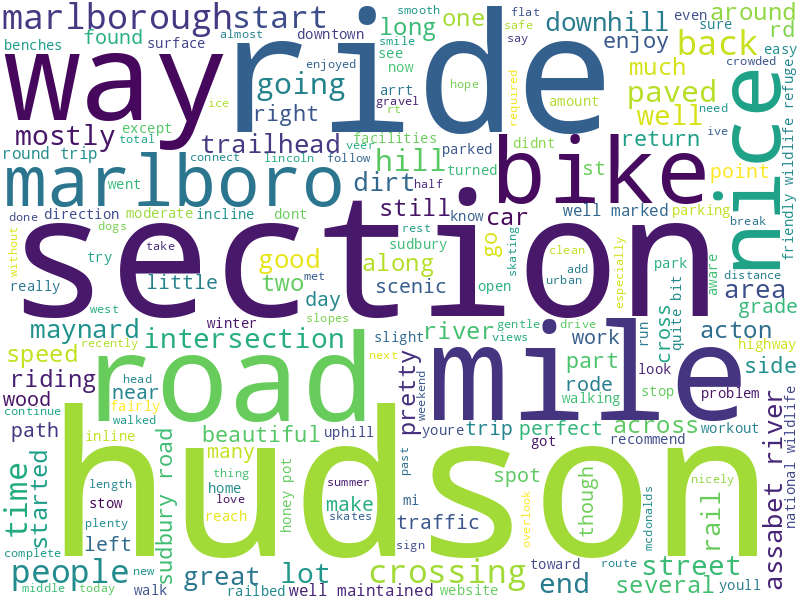 marlborough
start
smooth
flat
safe
even
around
benches
found
almost
downtown
long
one
downhill
rd
surface
enjoyed
smile
say
enjoy
sure
easy
way
ride
see
now
back
crowded
going
arrt
hope
required
much
nice
ice
gravel
amount
paved
need
right
rt
well
mostly
except
total
trailhead
facilities
veer
parked
didnt
return
ive
round trip
connect
lincoln
follow
hill
turned
bike
st
point
friendly wildlife refuge
marlboro
went
dirt
half
done
direction
moderate
incline
dont
still
know
car
well marked
parking
break
without
dogs
take
rest
skating
clean
especially
section
try
good
along
sudbury
go
add
park
aware
distance
really
little
two
met
day
scenic
open
urban
area
west
slopes
maynard
winter
river
gentle
drive
run
cross
quite bit
grade
intersection
slight
views
work
acton
highway
speed
recently
road
next
mile
part
look
side
riding
head
near
pretty
weekend
rode
walking
stop
problem
wood
fairly
continue
walked
path
inline
beautiful
uphill
youre
trip
perfect
across
workout
many
got
recommend
assabet river
national wildlife
time
started
sudbury road
thing
past
hudson
length
home
honey pot
summer
love
spot
though
rail
stow
reach
make
skates
mi
overlook
mcdonalds
nicely
plenty
left
traffic
sign
complete
people
new
great
lot
crossing
toward
route
street
middle
today
walk
railbed
well maintained
website
end
several
youll